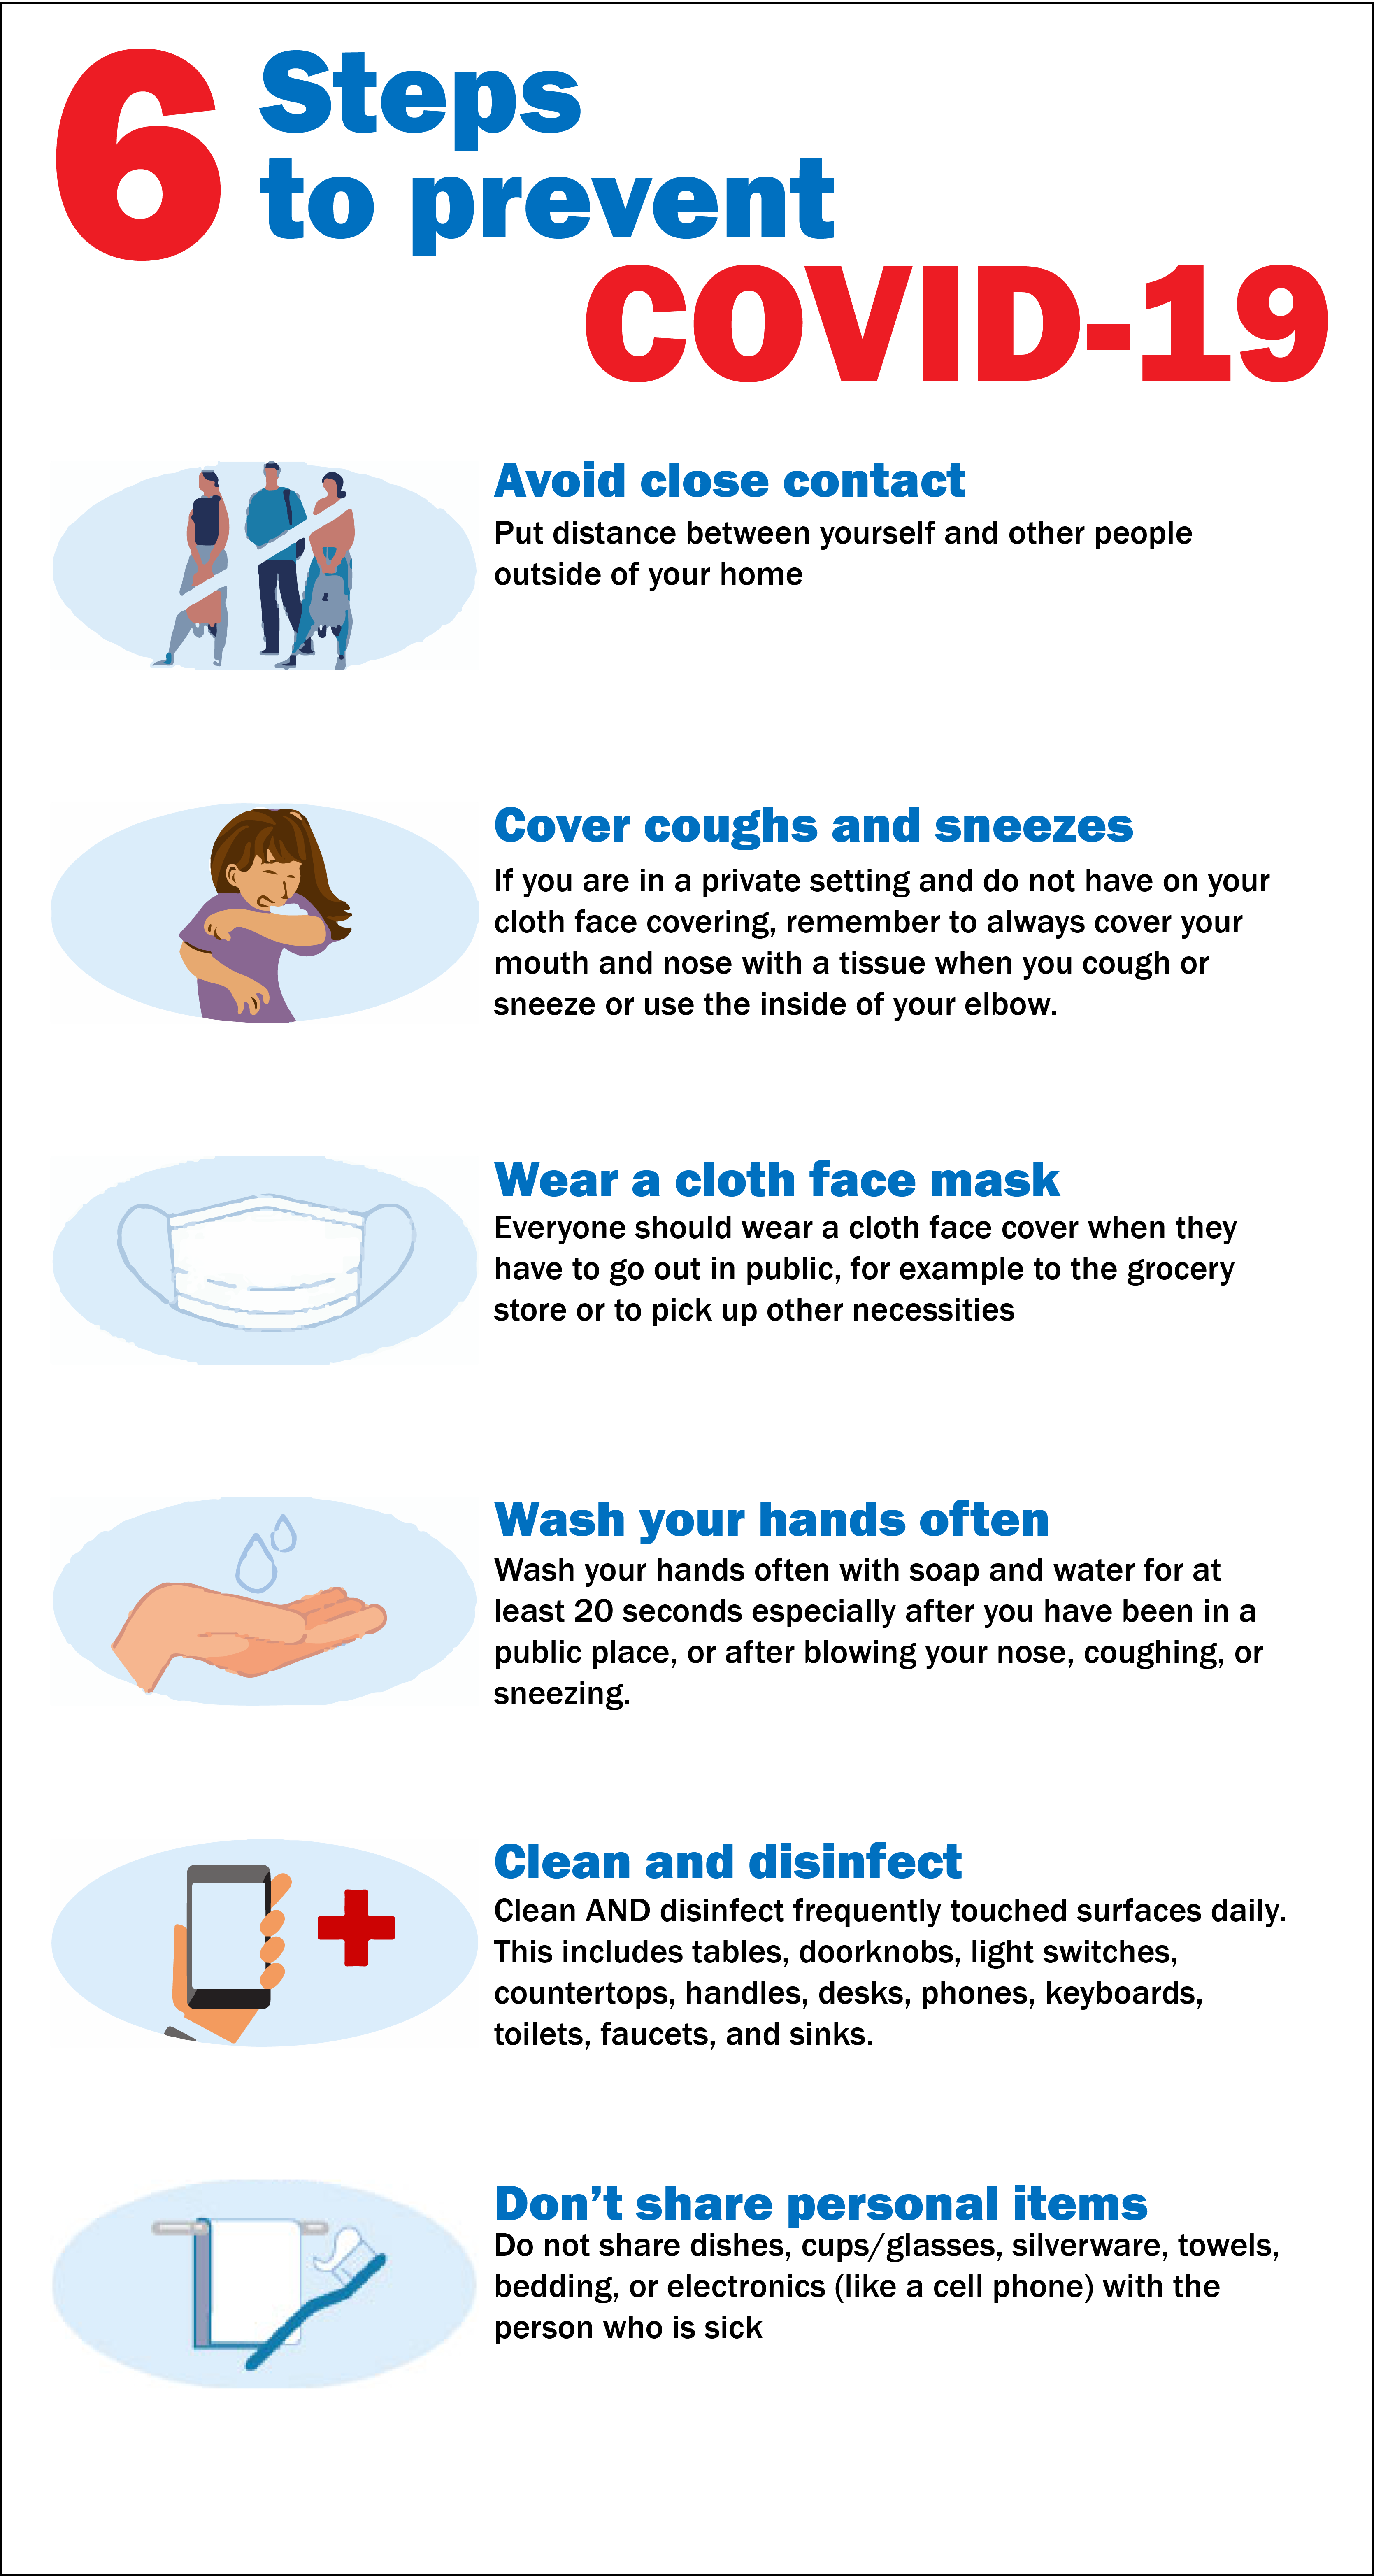 6 Steps
to prevent
COVID-19
Avoid close contact
Put distance between yourself and other people
outside of your home
Cover coughs and sneezes
If you are in a private setting and do not have on your
cloth face covering, remember to always cover your
mouth and nose with a tissue when you cough or
sneeze or use the inside of your elbow.
Wear a cloth face mask
Everyone should wear a cloth face cover when they
have to go out in public, for example to the grocery
store or to pick up other necessities
Wash your hands often
Wash your hands often with soap and water for at
least 20 seconds especially after you have been in a
public place, or after blowing your nose, coughing, or
sneezing.
Clean and disinfect
Clean AND disinfect frequently touched surfaces daily.
This includes tables, doorknobs, light switches,
countertops, handles, desks, phones, keyboards,
toilets, faucets, and sinks.
Don’t share personal items
Do not share dishes, cups/glasses, silverware, towels,
bedding, or electronics (like a cell phone) with the
person who is sick